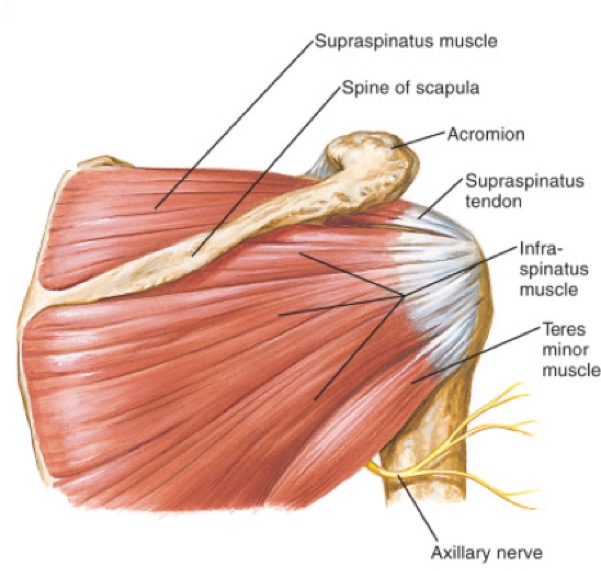 Supraspinatus muscle
Spine of scapula
Acromion
Supraspinatus
tendon
Infra-
spinatus
muscle
Teres
minor
muscle
Axillary nerve